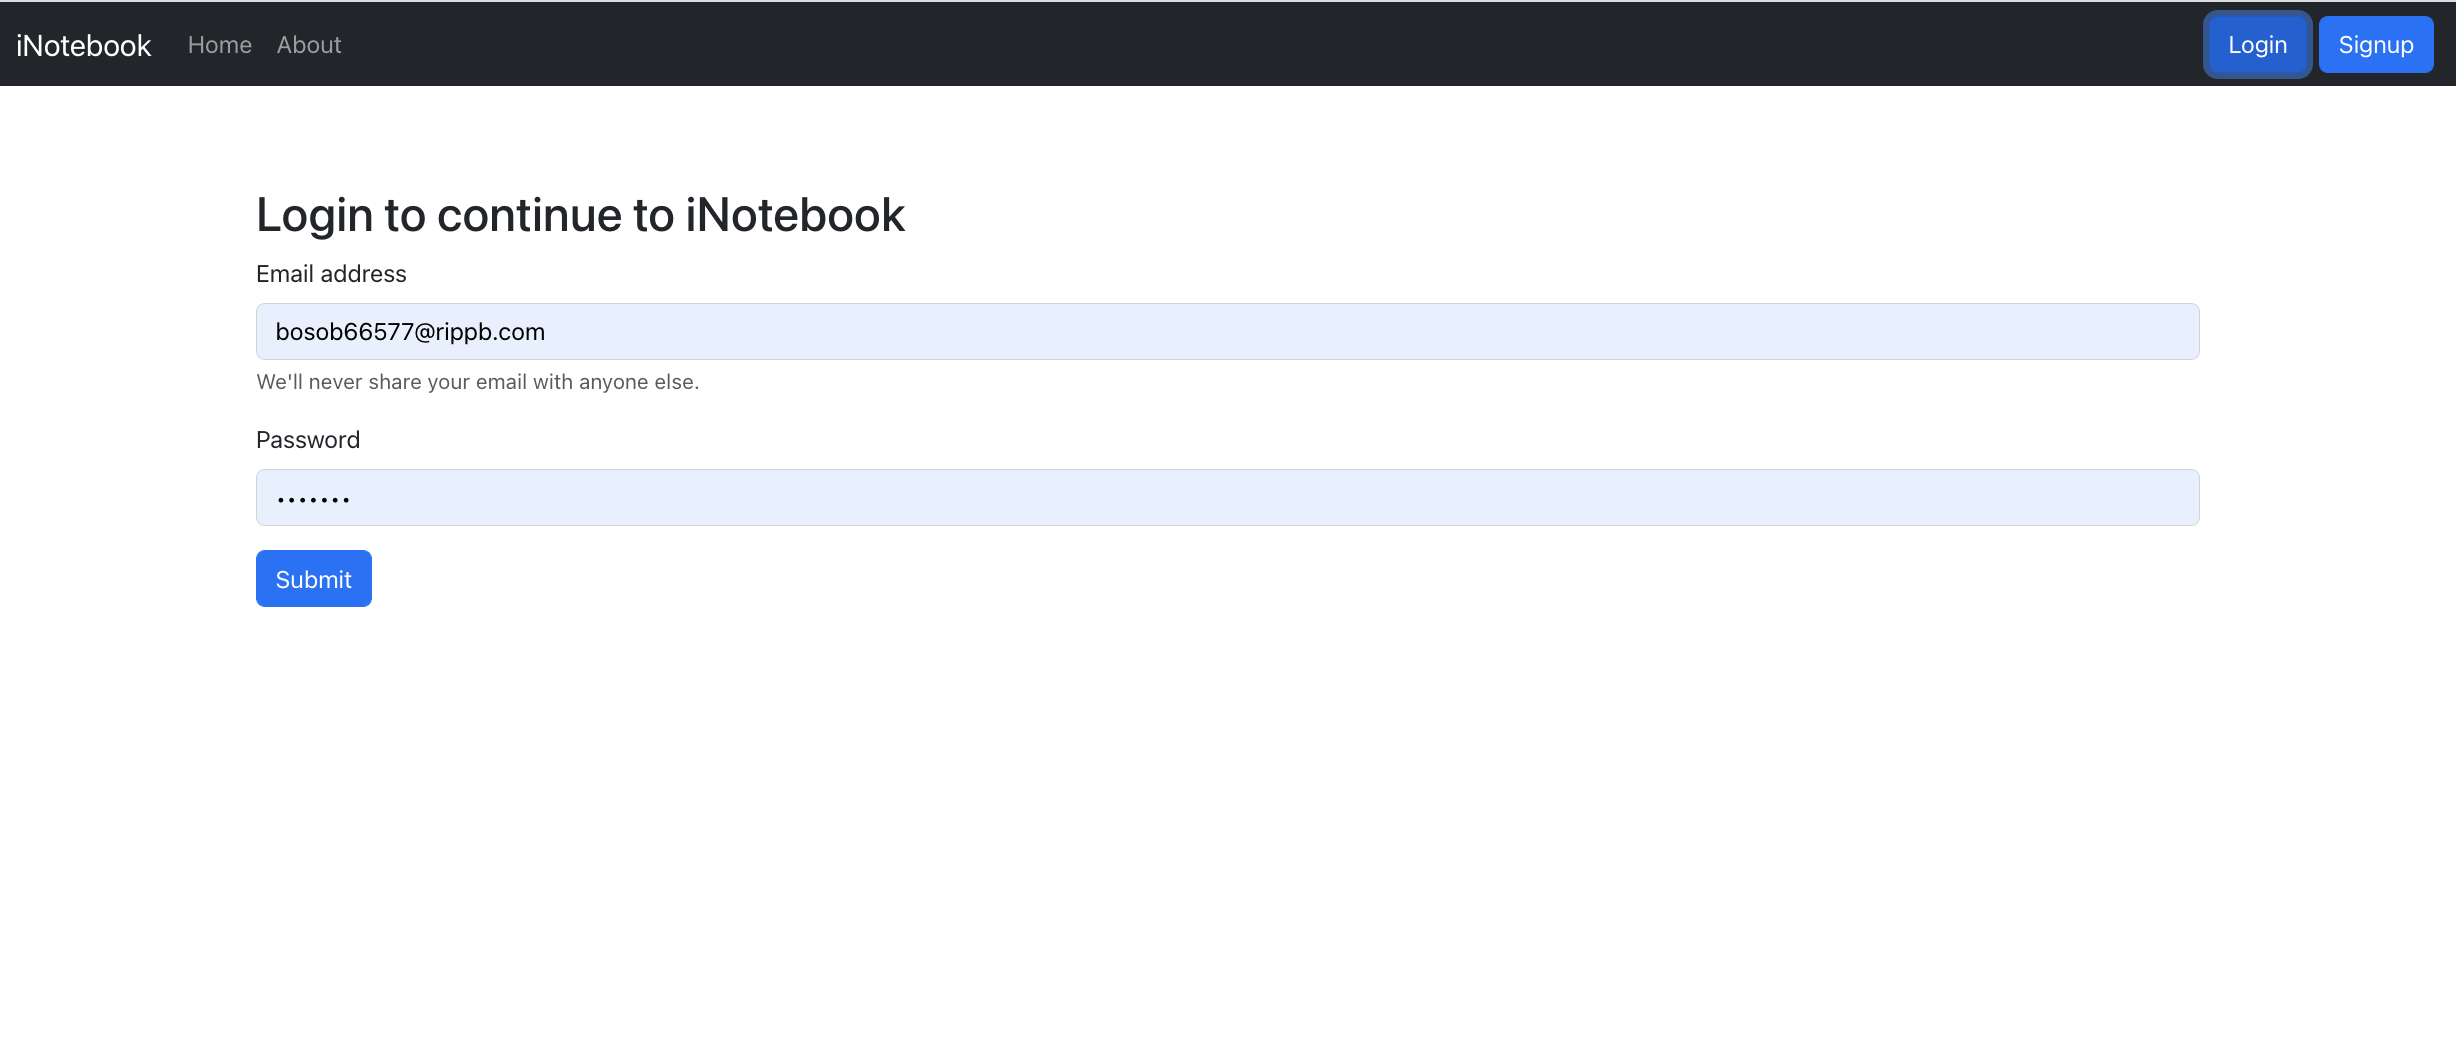 iNotebook Home About Login Signup
Login to continue to iNotebook
Email address
bosob66577@rippb.com
We'll never share your email with anyone else.
Password
•••••••
Submit